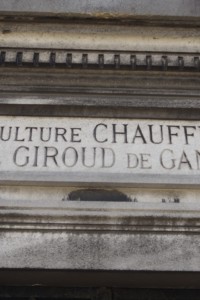 ULTURE CHAUFF
GIROUD DE GAN